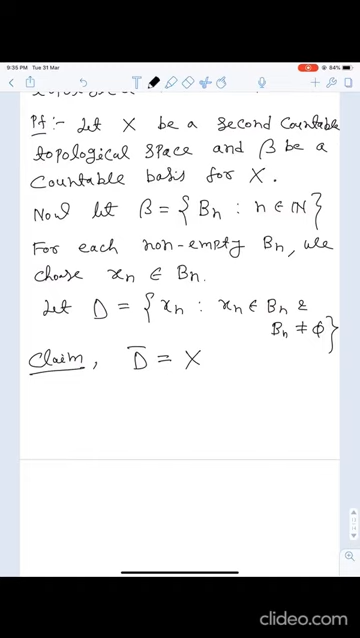 9:35 PM Tue 31 Mar
84%
Pf :- Let X be a second countable
topological space and β be a
countable basis for X.
Now let β = { Bn : n ∈ ℕ }
For each non-empty Bn, we
choose xn ∈ Bn.
Let D = { xn : xn ∈ Bn &
Bn ≠ ϕ }
Claim, D̅ = X
clideo.com